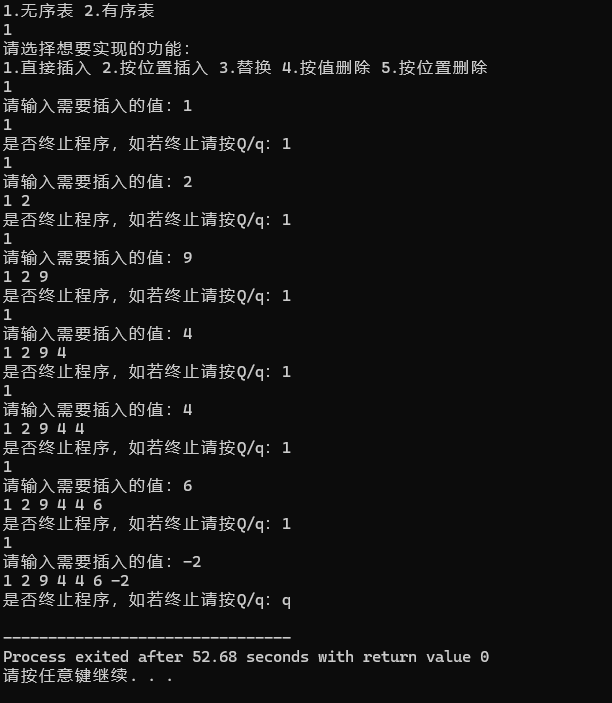 1.无序表 2.有序表
1
请选择想要实现的功能:
1.直接插入 2.按位置插入 3.替换 4.按值删除 5.按位置删除
1
请输入需要插入的值: 1
1
是否终止程序, 如若终止请按Q/q: 1
1
请输入需要插入的值: 2
1 2
是否终止程序, 如若终止请按Q/q: 1
1
请输入需要插入的值: 9
1 2 9
是否终止程序, 如若终止请按Q/q: 1
1
请输入需要插入的值: 4
1 2 9 4
是否终止程序, 如若终止请按Q/q: 1
1
请输入需要插入的值: 4
1 2 9 4 4
是否终止程序, 如若终止请按Q/q: 1
1
请输入需要插入的值: 6
1 2 9 4 4 6
是否终止程序, 如若终止请按Q/q: 1
1
请输入需要插入的值: -2
1 2 9 4 4 6 -2
是否终止程序, 如若终止请按Q/q: q
--------------------------------
Process exited after 52.68 seconds with return value 0
请按任意键继续. . .